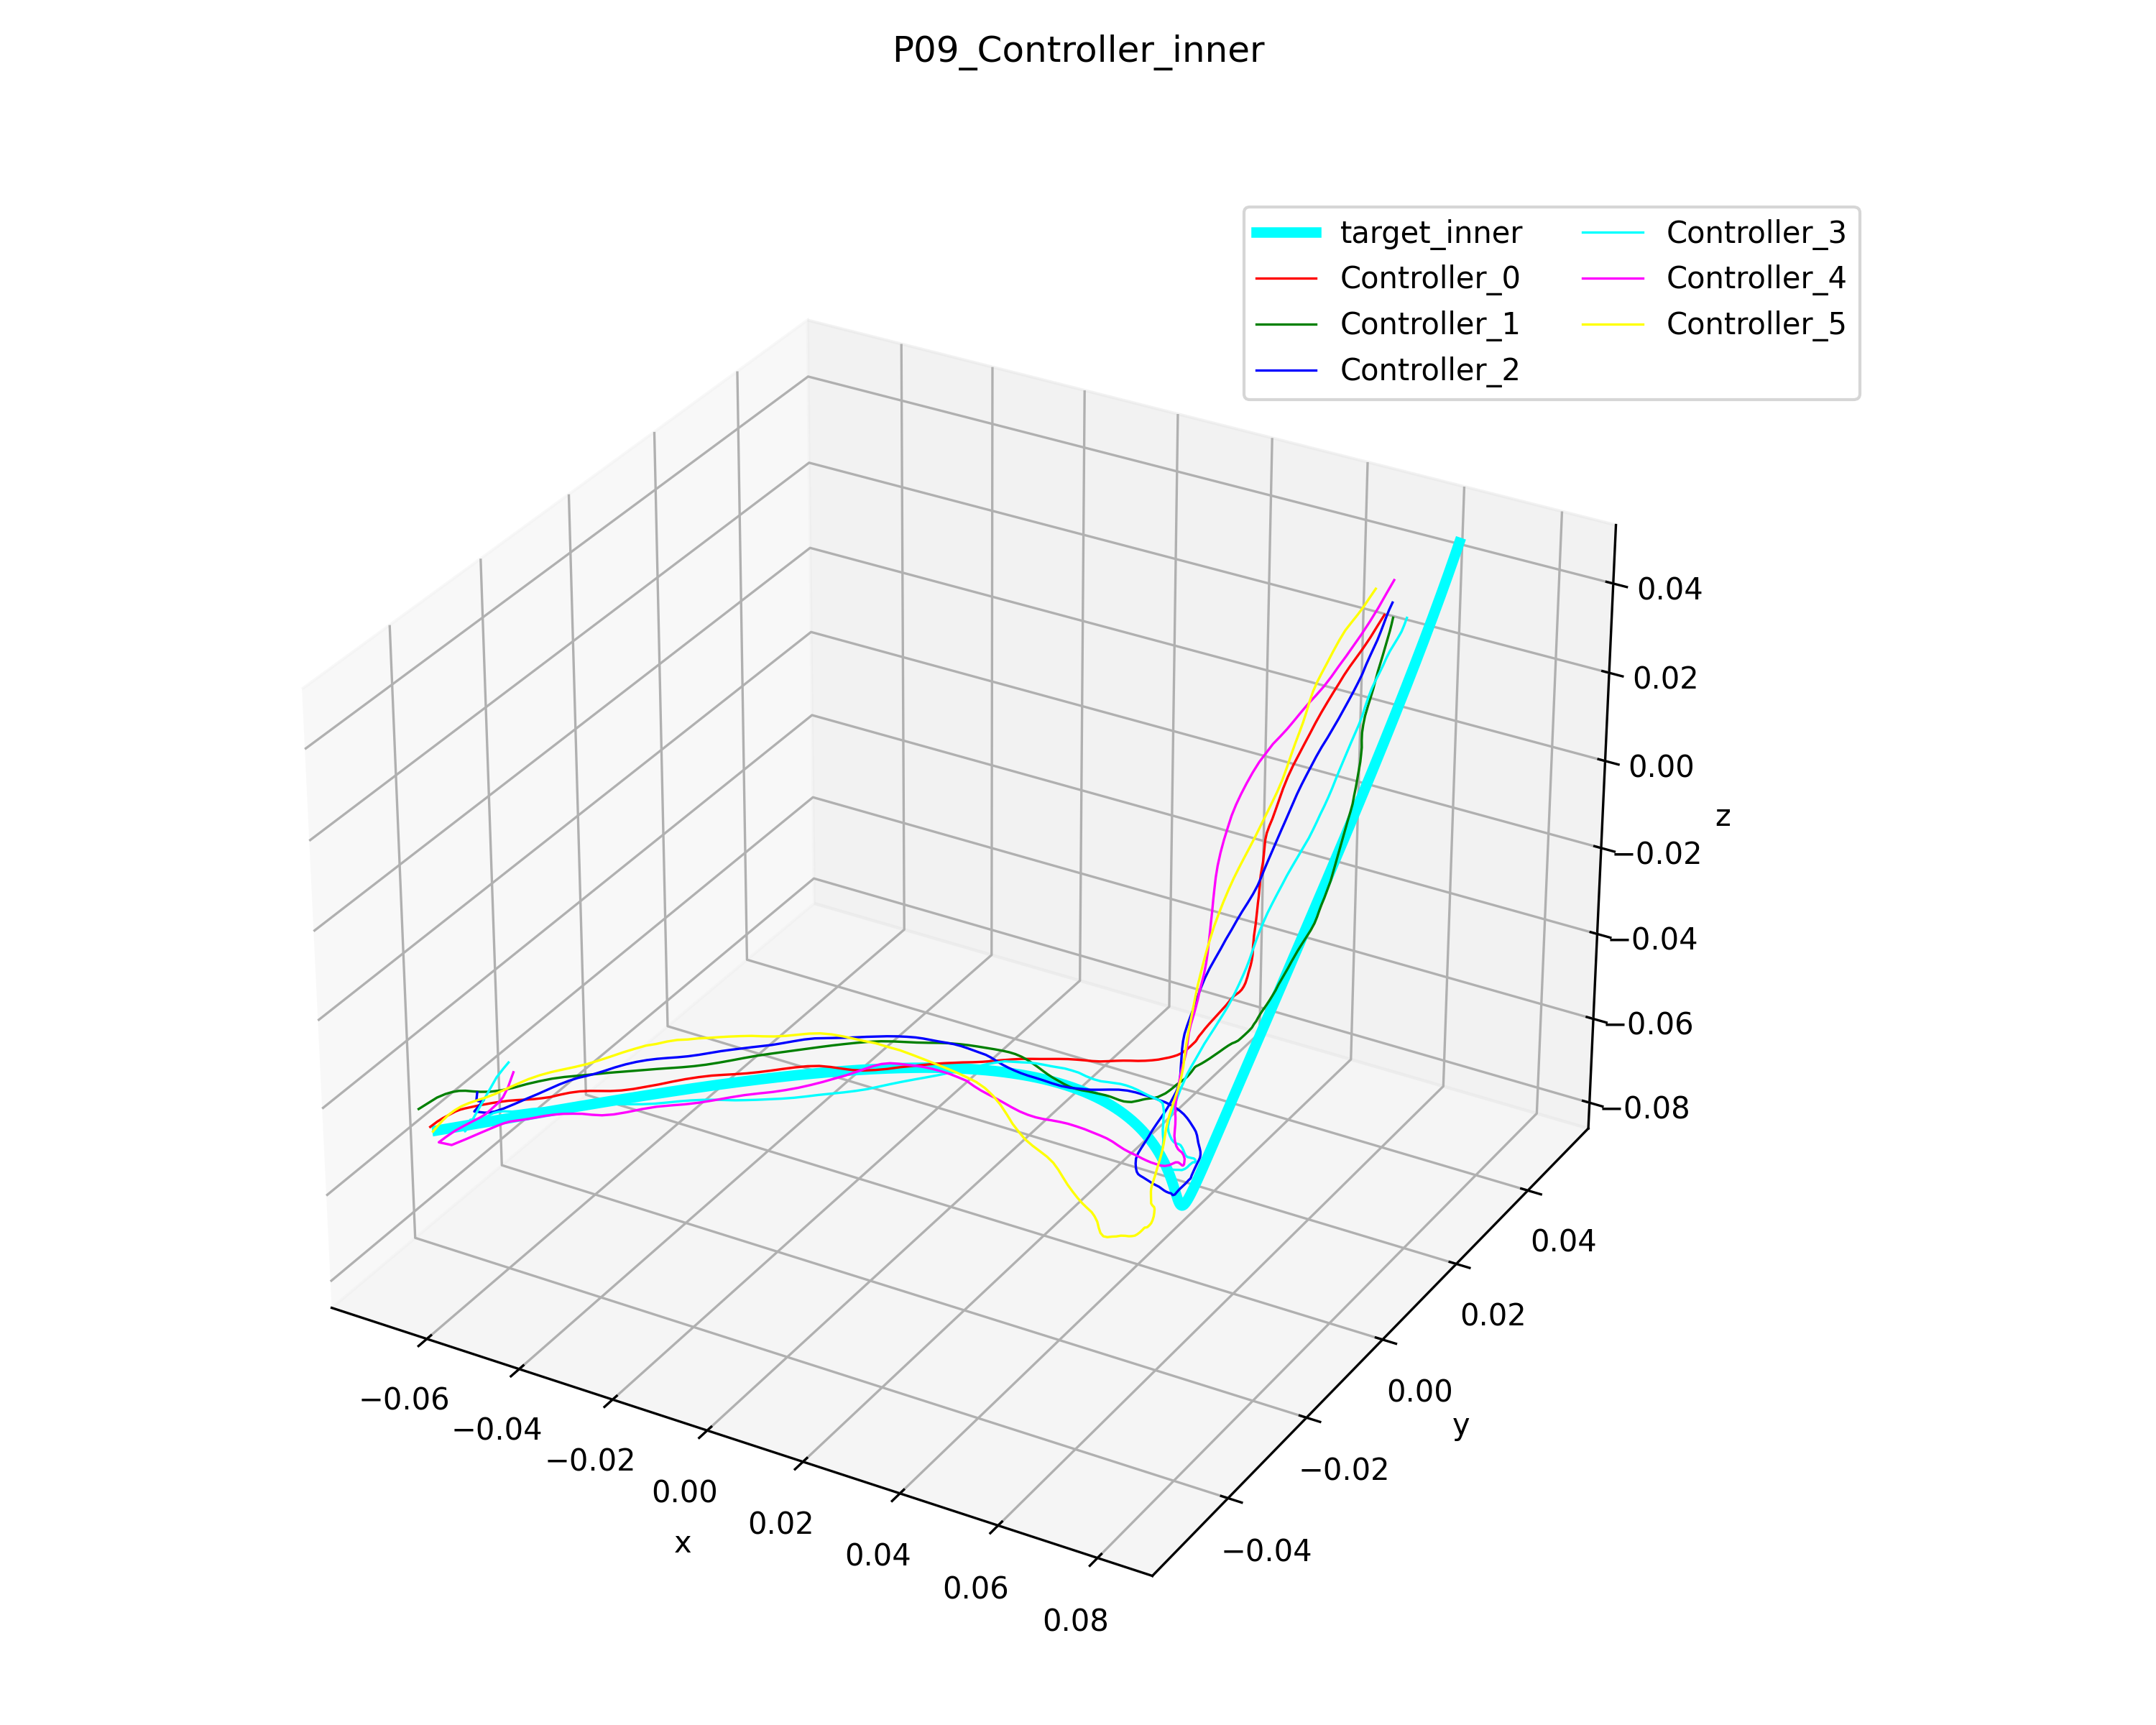 P09_Controller_inner
target_inner
Controller_0
Controller_1
Controller_2
Controller_3
Controller_4
Controller_5
0.04
0.02
0.00
z
−0.02
−0.04
−0.06
−0.08
0.04
0.02
0.00
y
−0.02
−0.04
−0.06
−0.04
−0.02
0.00
x
0.02
0.04
0.06
0.08